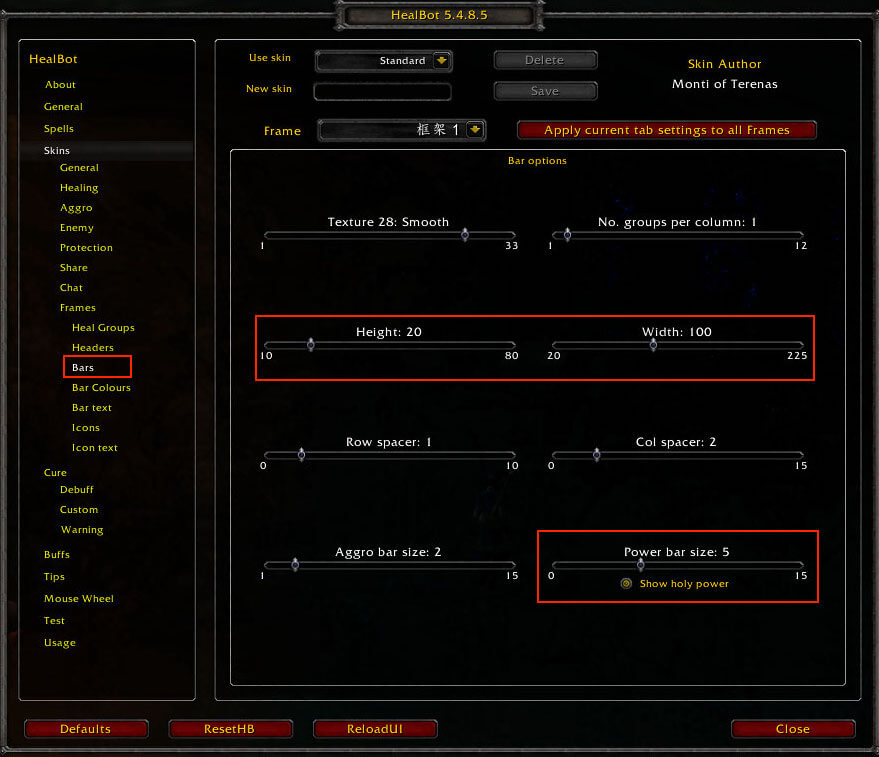 HealBot 5.4.8.5
HealBot
About
General
Spells
Skins
General
Healing
Aggro
Enemy
Protection
Share
Chat
Frames
Heal Groups
Headers
Bars
Bar Colours
Bar text
Icons
Icon text
Cure
Debuff
Custom
Warning
Buffs
Tips
Mouse Wheel
Test
Usage
Use skin Standard Delete
Skin Author
New skin Save
Monti of Terenas
Frame 框架 1 Apply current tab settings to all Frames
Bar options
Texture 28: Smooth No. groups per column: 1
1 33 1 12
Height: 20 Width: 100
10 80 20 225
Row spacer: 1 Col spacer: 2
0 10 0 15
Aggro bar size: 2 Power bar size: 5
1 15 0 15
Show holy power
Defaults ResetHB ReloadUI Close